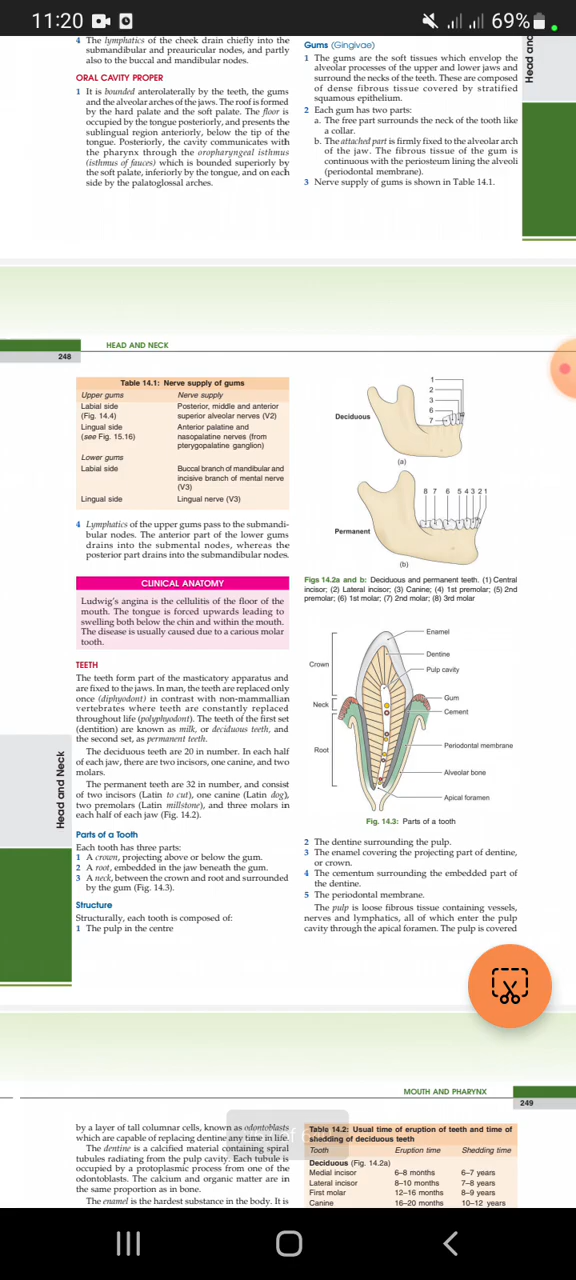 11:20
69%
4 The lymphatics of the cheek drain chiefly into the
submandibular and preauricular nodes, and partly
also to the buccal and mandibular nodes.
ORAL CAVITY PROPER
1 It is bounded anterolaterally by the teeth, the gums
and the alveolar arches of the jaws. The roof is formed
by the hard palate and the soft palate. The floor is
occupied by the tongue posteriorly, and presents the
sublingual region anteriorly, below the tip of the
tongue. Posteriorly, the cavity communicates with
the pharynx through the oropharyngeal isthmus
(isthmus of fauces) which is bounded superiorly by
the soft palate, inferiorly by the tongue, and on each
side by the palatoglossal arches.
Gums (Gingivae)
1 The gums are the soft tissues which envelop the
alveolar processes of the upper and lower jaws and
surround the necks of the teeth. These are composed
of dense fibrous tissue covered by stratified
squamous epithelium.
2 Each gum has two parts:
a. The free part surrounds the neck of the tooth like
a collar.
b. The attached part is firmly fixed to the alveolar arch
of the jaw. The fibrous tissue of the gum is
continuous with the periosteum lining the alveoli
(periodontal membrane).
3 Nerve supply of gums is shown in Table 14.1.
Head and
HEAD AND NECK
248
Table 14.1: Nerve supply of gums
Upper gums Nerve supply
Labial side Posterior, middle and anterior
(Fig. 14.4) superior alveolar nerves (V2)
Lingual side Anterior palatine and
(see Fig. 15.16) nasopalatine nerves (from
pterygopalatine ganglion)
Lower gums
Labial side Buccal branch of mandibular and
incisive branch of mental nerve
(V3)
Lingual side Lingual nerve (V3)
4 Lymphatics of the upper gums pass to the submandi-
bular nodes. The anterior part of the lower gums
drains into the submental nodes, whereas the
posterior part drains into the submandibular nodes.
CLINICAL ANATOMY
Ludwig's angina is the cellulitis of the floor of the
mouth. The tongue is forced upwards leading to
swelling both below the chin and within the mouth.
The disease is usually caused due to a carious molar
tooth.
TEETH
The teeth form part of the masticatory apparatus and
are fixed to the jaws. In man, the teeth are replaced only
once (diphyodont) in contrast with non-mammalian
vertebrates where teeth are constantly replaced
throughout life (polyphyodont). The teeth of the first set
(dentition) are known as milk, or deciduous teeth, and
the second set, as permanent teeth.
The deciduous teeth are 20 in number. In each half
of each jaw, there are two incisors, one canine, and two
molars.
The permanent teeth are 32 in number, and consist
of two incisors (Latin to cut), one canine (Latin dog),
two premolars (Latin millstone), and three molars in
each half of each jaw (Fig. 14.2).
Parts of a Tooth
Each tooth has three parts:
1 A crown, projecting above or below the gum.
2 A root, embedded in the jaw beneath the gum.
3 A neck, between the crown and root and surrounded
by the gum (Fig. 14.3).
Structure
Structurally, each tooth is composed of:
1 The pulp in the centre
Head and Neck
1
2
3
6
7
Deciduous
(a)
8 7 6 5 4 3 2 1
Permanent
(b)
Figs 14.2a and b: Deciduous and permanent teeth. (1) Central
incisor; (2) Lateral incisor; (3) Canine; (4) 1st premolar; (5) 2nd
premolar; (6) 1st molar; (7) 2nd molar; (8) 3rd molar
Enamel
Dentine
Crown
Pulp cavity
Gum
Neck
Cement
Root
Periodontal membrane
Alveolar bone
Apical foramen
Fig. 14.3: Parts of a tooth
2 The dentine surrounding the pulp.
3 The enamel covering the projecting part of dentine,
or crown.
4 The cementum surrounding the embedded part of
the dentine.
5 The periodontal membrane.
The pulp is loose fibrous tissue containing vessels,
nerves and lymphatics, all of which enter the pulp
cavity through the apical foramen. The pulp is covered
MOUTH AND PHARYNX
249
by a layer of tall columnar cells, known as odontoblasts
which are capable of replacing dentine any time in life.
The dentine is a calcified material containing spiral
tubules radiating from the pulp cavity. Each tubule is
occupied by a protoplasmic process from one of the
odontoblasts. The calcium and organic matter are in
the same proportion as in bone.
The enamel is the hardest substance in the body. It is
Table 14.2: Usual time of eruption of teeth and time of
shedding of deciduous teeth
Tooth Eruption time Shedding time
Deciduous (Fig. 14.2a)
Medial incisor 6–8 months 6–7 years
Lateral incisor 8–10 months 7–8 years
First molar 12–16 months 8–9 years
Canine 16–20 months 10–12 years